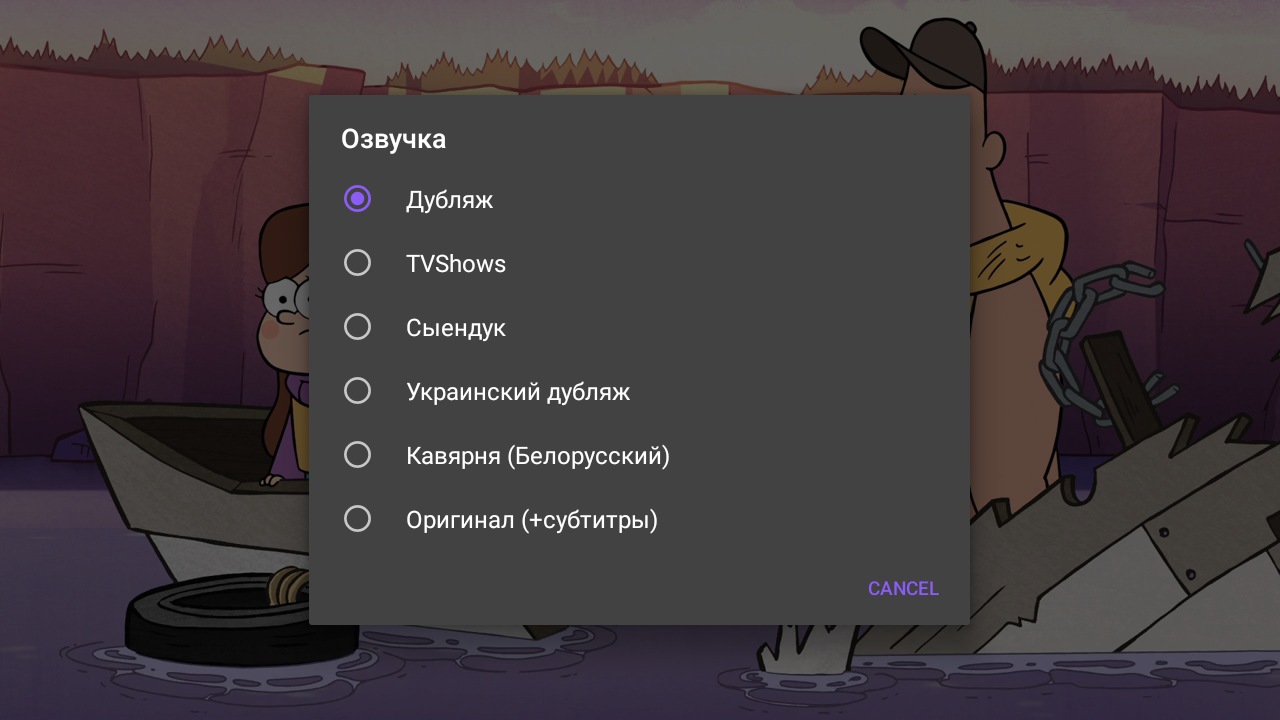 Озвучка
Дубляж
TVShows
Сыендук
Украинский дубляж
Кавярня (Белорусский)
Оригинал (+субтитры)
CANCEL